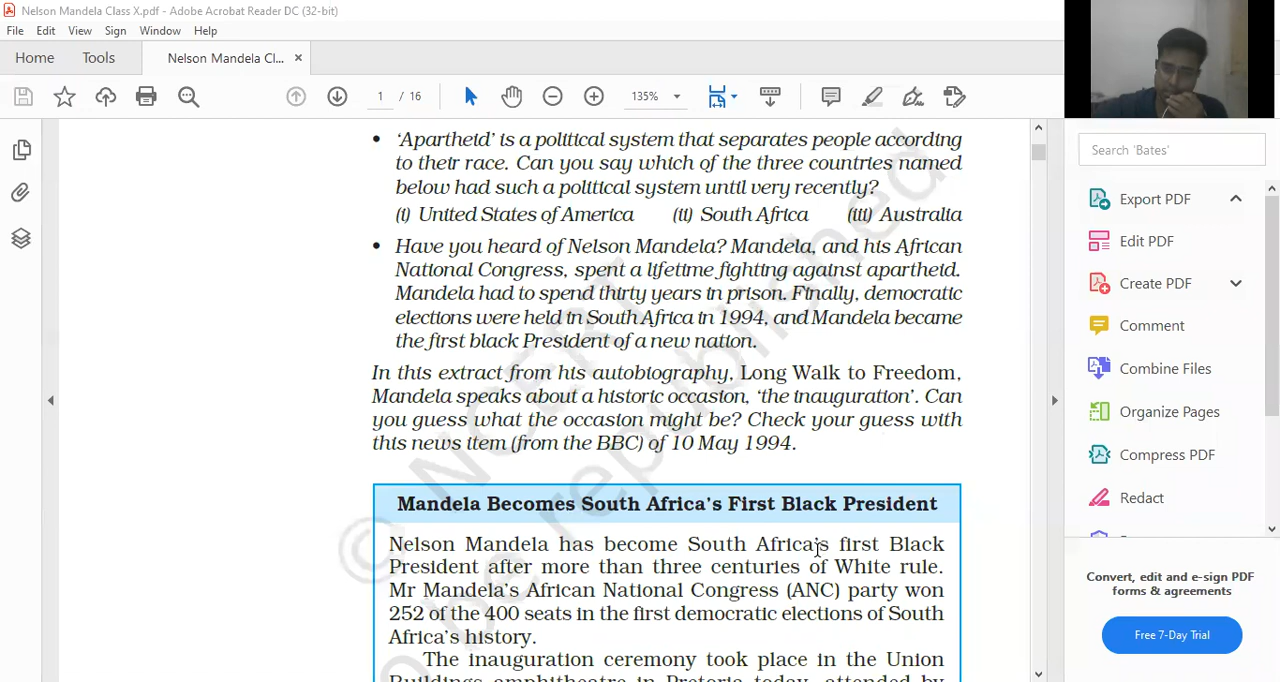 Nelson Mandela Class X.pdf - Adobe Acrobat Reader DC (32-bit)
File Edit View Sign Window Help
Home Tools Nelson Mandela Cl... ×
1 / 16 135%
Search 'Bates'
• ‘Apartheid’ is a political system that separates people according
to their race. Can you say which of the three countries named
below had such a political system until very recently?
(i) United States of America (ii) South Africa (iii) Australia
• Have you heard of Nelson Mandela? Mandela, and his African
National Congress, spent a lifetime fighting against apartheid.
Mandela had to spend thirty years in prison. Finally, democratic
elections were held in South Africa in 1994, and Mandela became
the first black President of a new nation.
In this extract from his autobiography, Long Walk to Freedom,
Mandela speaks about a historic occasion, ‘the inauguration’. Can
you guess what the occasion might be? Check your guess with
this news item (from the BBC) of 10 May 1994.
Mandela Becomes South Africa’s First Black President
Nelson Mandela has become South Africa’s first Black
President after more than three centuries of White rule.
Mr Mandela’s African National Congress (ANC) party won
252 of the 400 seats in the first democratic elections of South
Africa’s history.
The inauguration ceremony took place in the Union
Buildings amphitheatre in Pretoria today, attended by
© NCERT
be republished
Export PDF
Edit PDF
Create PDF
Comment
Combine Files
Organize Pages
Compress PDF
Redact
Convert, edit and e-sign PDF
forms & agreements
Free 7-Day Trial